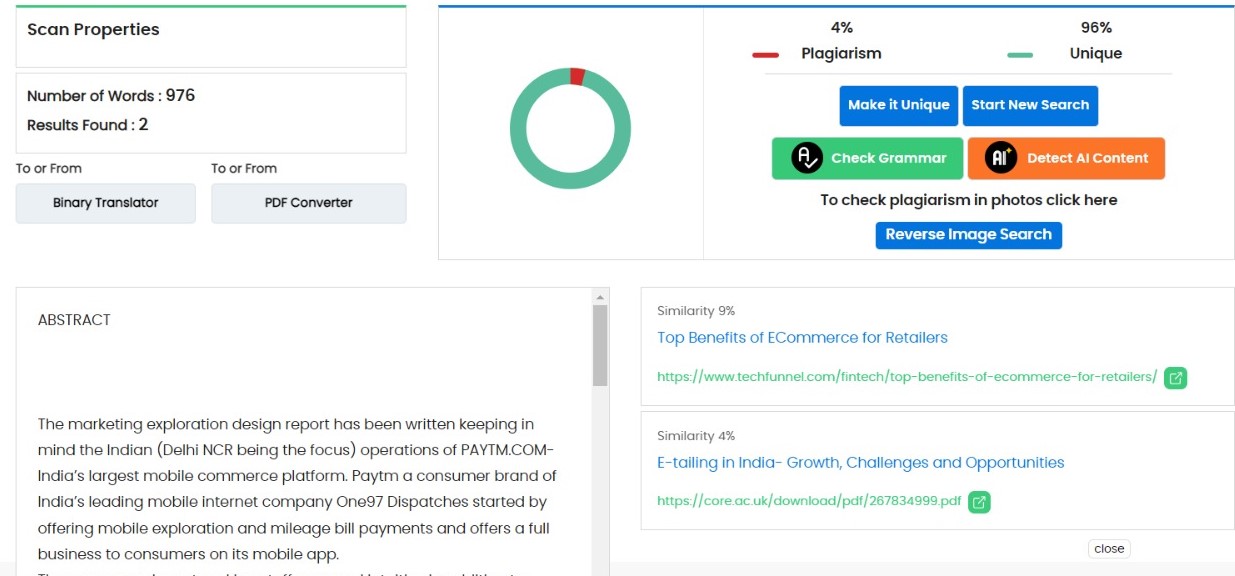 Scan Properties
Number of Words : 976
Results Found : 2
To or From
To or From
Binary Translator
PDF Converter
4%
96%
Plagiarism
Unique
Make it Unique
Start New Search
Check Grammar
AI Detect AI Content
To check plagiarism in photos click here
Reverse Image Search
ABSTRACT
The marketing exploration design report has been written keeping in
mind the Indian (Delhi NCR being the focus) operations of PAYTM.COM-
India's largest mobile commerce platform. Paytm a consumer brand of
India's leading mobile internet company One97 Dispatches started by
offering mobile exploration and mileage bill payments and offers a full
business to consumers on its mobile app.
Similarity 9%
Top Benefits of ECommerce for Retailers
https://www.techfunnel.com/fintech/top-benefits-of-ecommerce-for-retailers/
Similarity 4%
E-tailing in India- Growth, Challenges and Opportunities
https://core.ac.uk/download/pdf/267834999.pdf
close